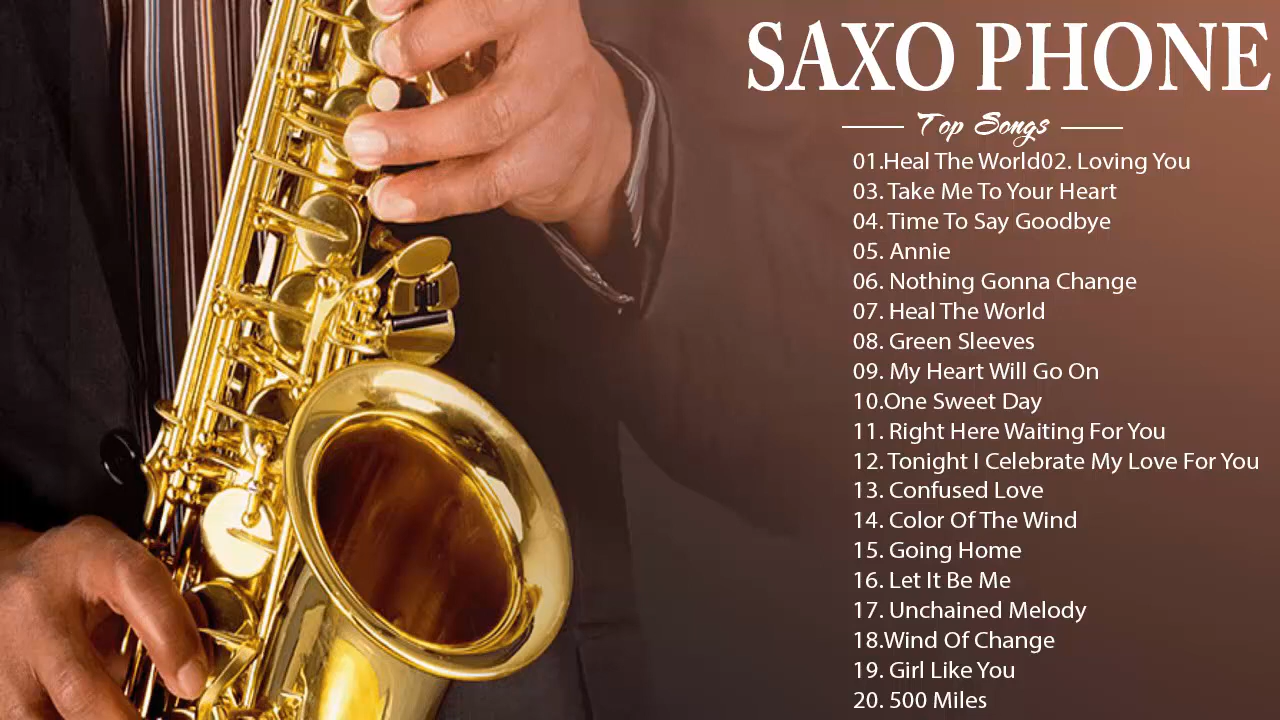 SAXO PHONE
Top Songs
01.Heal The World02. Loving You
03. Take Me To Your Heart
04. Time To Say Goodbye
05. Annie
06. Nothing Gonna Change
07. Heal The World
08. Green Sleeves
09. My Heart Will Go On
10.One Sweet Day
11. Right Here Waiting For You
12. Tonight I Celebrate My Love For You
13. Confused Love
14. Color Of The Wind
15. Going Home
16. Let It Be Me
17. Unchained Melody
18.Wind Of Change
19. Girl Like You
20. 500 Miles